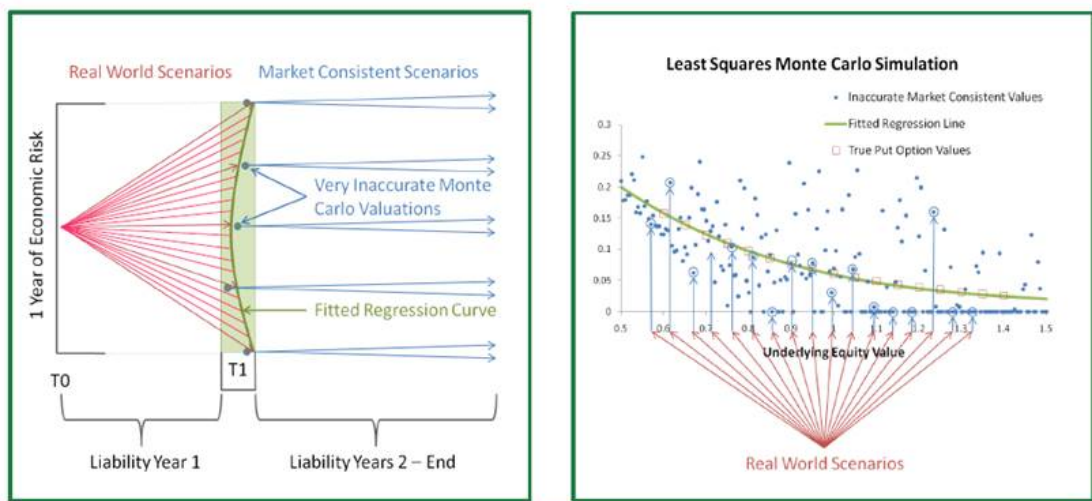 Real World Scenarios
Market Consistent Scenarios
1 Year of Economic Risk
Very Inaccurate Monte
Carlo Valuations
Fitted Regression Curve
T0
T1
Liability Year 1
Liability Years 2 – End
Least Squares Monte Carlo Simulation
Inaccurate Market Consistent Values
Fitted Regression Line
True Put Option Values
0.3
0.25
0.2
0.15
0.1
0.05
0
0.5 0.6 0.7 0.8 0.9 1 1.1 1.2 1.3 1.4 1.5
Underlying Equity Value
Real World Scenarios